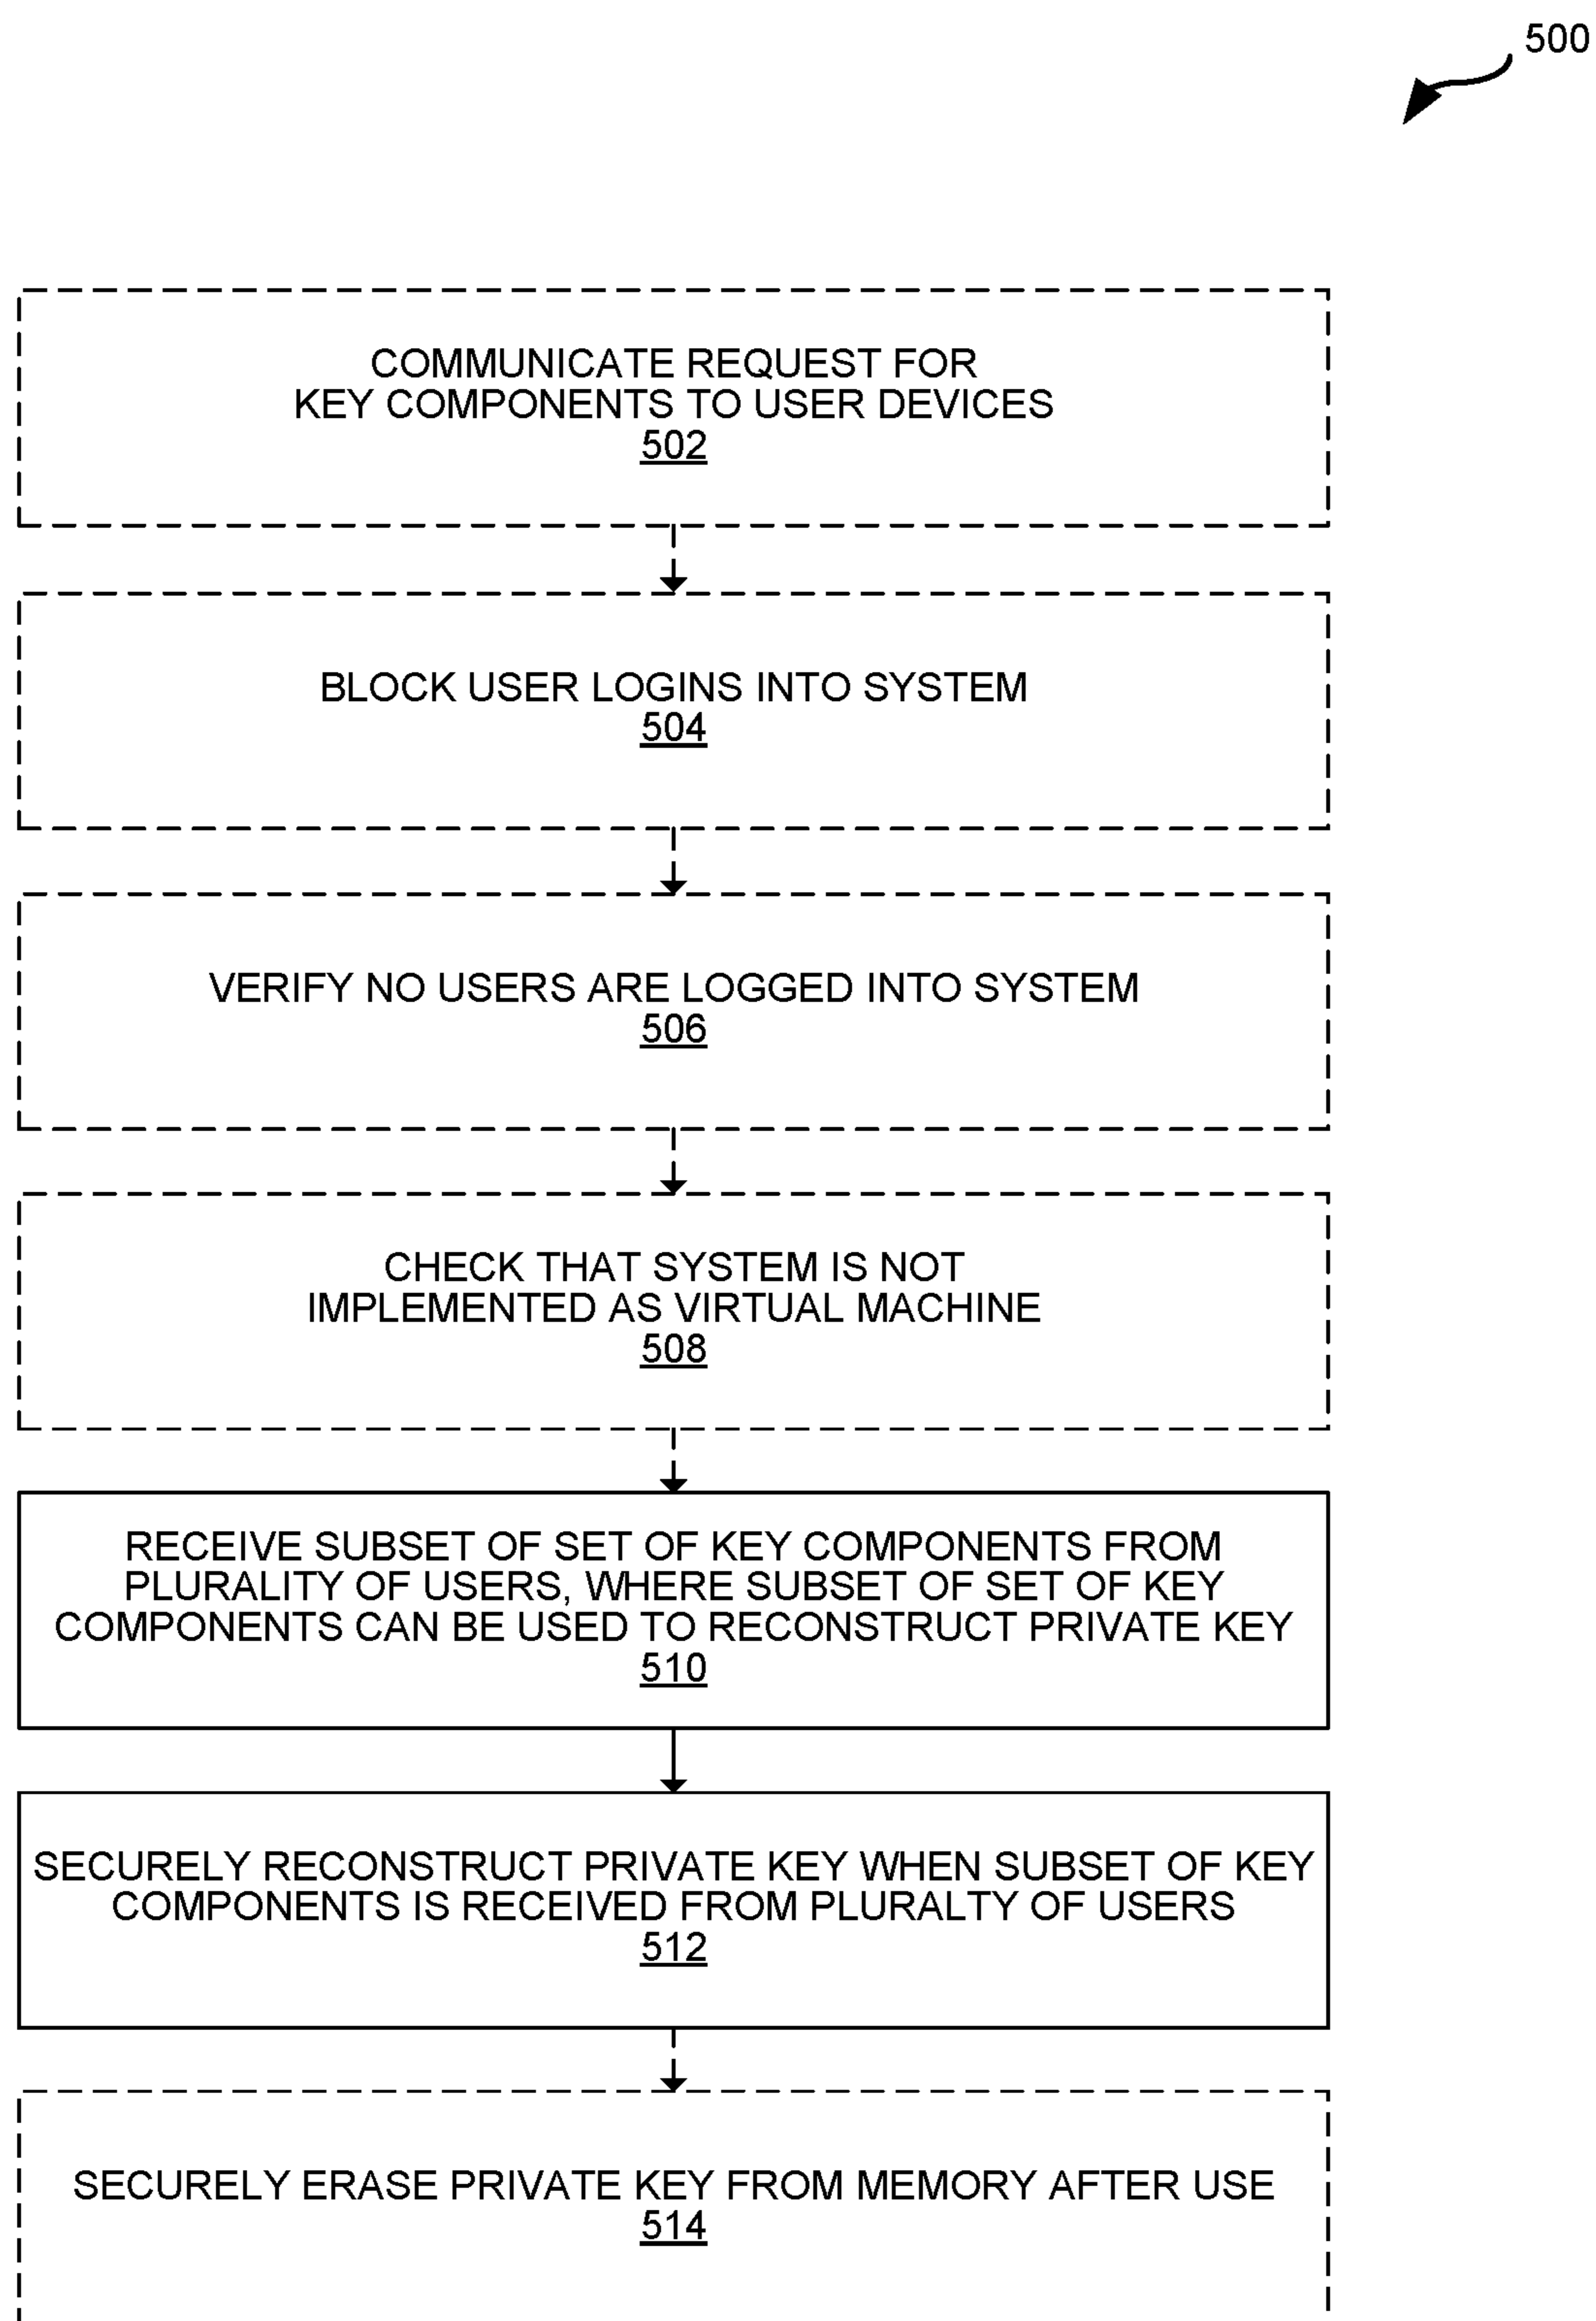 500
COMMUNICATE REQUEST FOR
KEY COMPONENTS TO USER DEVICES
502
BLOCK USER LOGINS INTO SYSTEM
504
VERIFY NO USERS ARE LOGGED INTO SYSTEM
506
CHECK THAT SYSTEM IS NOT
IMPLEMENTED AS VIRTUAL MACHINE
508
RECEIVE SUBSET OF SET OF KEY COMPONENTS FROM
PLURALITY OF USERS, WHERE SUBSET OF SET OF KEY
COMPONENTS CAN BE USED TO RECONSTRUCT PRIVATE KEY
510
SECURELY RECONSTRUCT PRIVATE KEY WHEN SUBSET OF KEY
COMPONENTS IS RECEIVED FROM PLURALTY OF USERS
512
SECURELY ERASE PRIVATE KEY FROM MEMORY AFTER USE
514